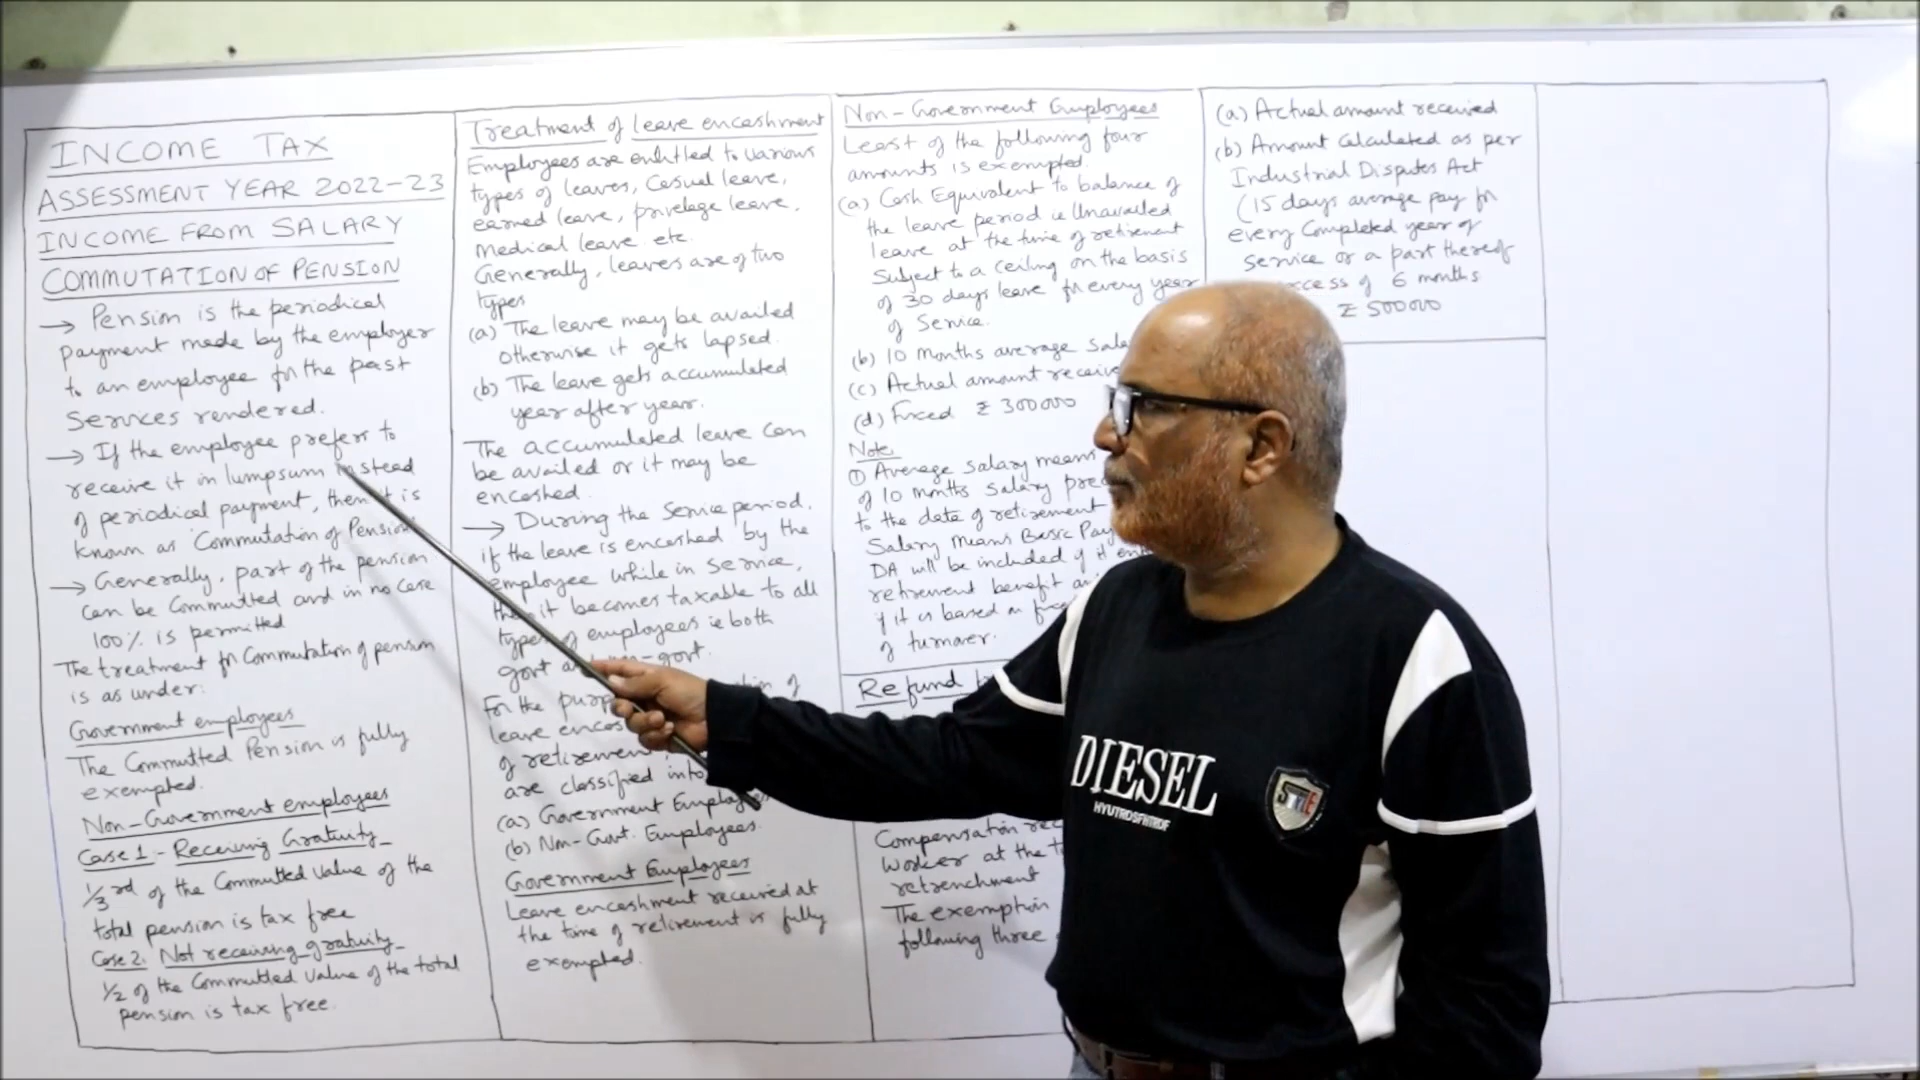 INCOME TAX
ASSESSMENT YEAR 2022-23
INCOME FROM SALARY
COMMUTATION OF PENSION
→ Pension is the periodical
payment made by the employer
to an employee for the past
services rendered.
→ If the employee prefer to
receive it in lumpsum instead
of periodical payment, then it is
known as "Commutation of Pension"
→ Generally, part of the pension
can be Committed and in no case
100% is permitted
The treatment for Commutation of pension
is as under:
Government employees
The Committed Pension is fully
exempted.
Non-Government employees
Case 1 - Receiving Gratuity
1/3 rd of the Committed value of the
total pension is tax free
Case 2. Not receiving gratuity
1/2 of the Committed value of the total
pension is tax free.
Treatment of leave encashment
Employees are entitled to various
types of leaves, Casual leave,
earned leave, privelage leave,
Medical leave etc.
Generally, leaves are of two
types
(a) The leave may be availed
otherwise it gets lapsed.
(b) The leave gets accumulated
year after year.
The accumulated leave can
be availed or it may be
encashed.
→ During the service period,
if the leave is encashed by the
employee while in service,
it becomes taxable to all
types of employees ie both
govt
For the
leave
of
are classified into
(a) Government Employees
(b) Non-Govt. Employees.
Government Employees
Leave encashment received at
the time of retirement is fully
exempted.
Non-Government Employees
Least of the following four
amounts is exempted.
(a) Cash Equivalent to balance of
the leave period ie Unavailed
leave at the time of retirement
Subject to a ceiling on the basis
of 30 days leave for every year
of Service.
(b) 10 months average
(c) Actual amount
(d) Fixed ₹ 300000
Note
① Average salary means
of 10 months salary
to the date of retirement
Salary means Basic Pay
DA will be included if it
retirement benefit
if it is based on
of turnover.
Refund
Compensation
worker at the
retrenchment
The exemption
following three
(a) Actual amount received
(b) Amount Calculated as per
Industrial Disputes Act
(15 days average pay for
every Completed year of
service or a part thereof
of 6 months
₹ 500000
DIESEL
HYUTRDSFNTRDF